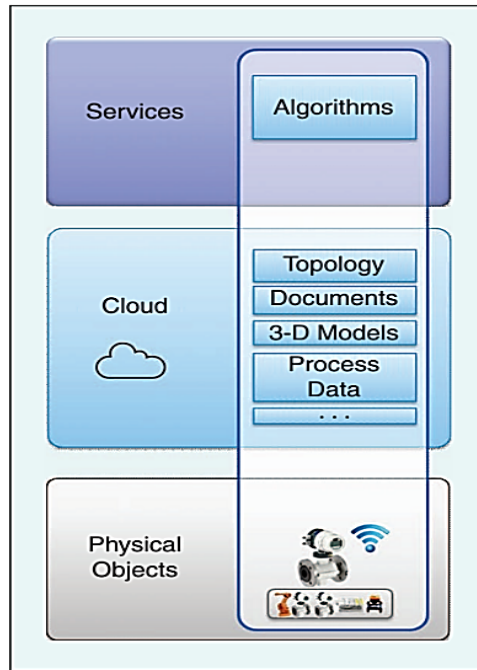 Services
Algorithms
Cloud
Topology
Documents
3-D Models
Process
Data
. . .
Physical
Objects